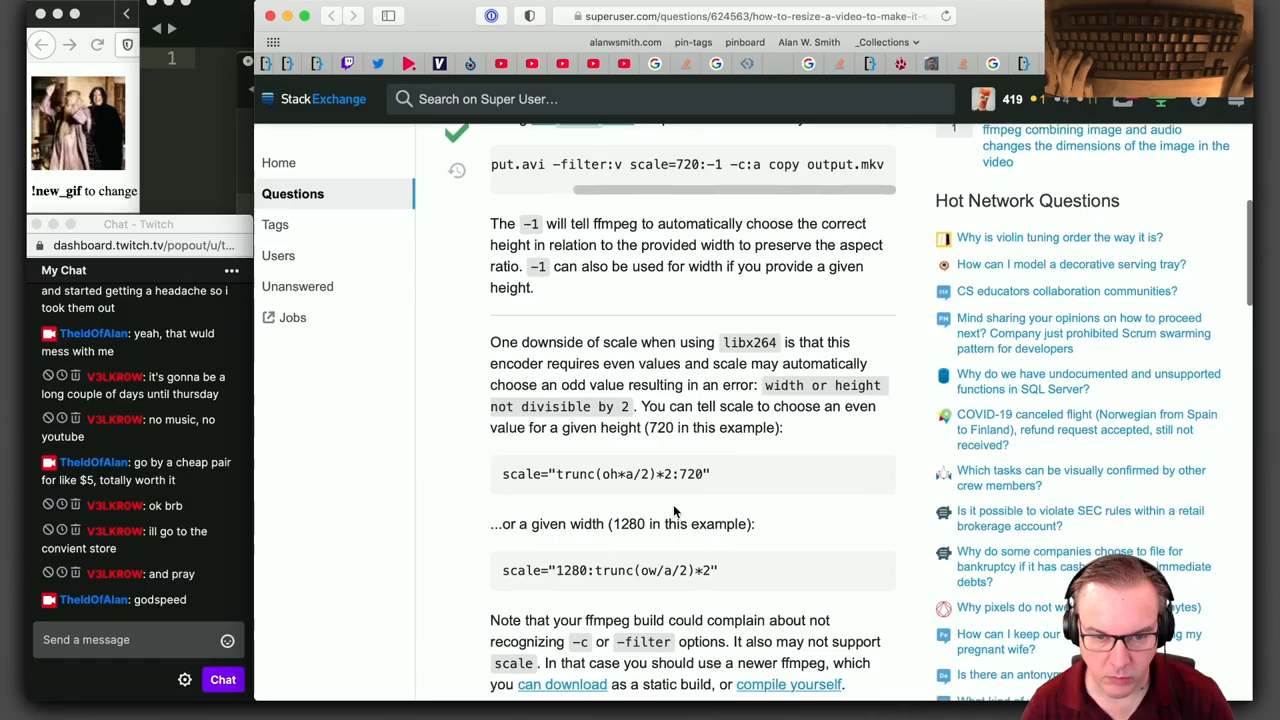 superuser.com/questions/624563/how-to-resize-a-video-to-make-it-s
alanwsmith.com pin-tags pinboard Alan W. Smith _Collections
1
!new_gif to change
Chat - Twitch
dashboard.twitch.tv/popout/u/t...
My Chat
and started getting a headache so i
took them out
TheIdOfAlan: yeah, that wuld
mess with me
V3LKR0W: it's gonna be a
long couple of days until thursday
V3LKR0W: no music, no
youtube
TheIdOfAlan: go by a cheap pair
for like $5, totally worth it
V3LKR0W: ok brb
V3LKR0W: ill go to the
convient store
V3LKR0W: and pray
TheIdOfAlan: godspeed
Send a message
Chat
StackExchange
Search on Super User...
419 1 4 11
Home
Questions
Tags
Users
Unanswered
Jobs
put.avi -filter:v scale=720:-1 -c:a copy output.mkv
The -1 will tell ffmpeg to automatically choose the correct
height in relation to the provided width to preserve the aspect
ratio. -1 can also be used for width if you provide a given
height.
One downside of scale when using libx264 is that this
encoder requires even values and scale may automatically
choose an odd value resulting in an error: width or height
not divisible by 2. You can tell scale to choose an even
value for a given height (720 in this example):
scale="trunc(oh*a/2)*2:720"
...or a given width (1280 in this example):
scale="1280:trunc(ow/a/2)*2"
Note that your ffmpeg build could complain about not
recognizing -c or -filter options. It also may not support
scale. In that case you should use a newer ffmpeg, which
you can download as a static build, or compile yourself.
1
ffmpeg combining image and audio
changes the dimensions of the image in the
video
Hot Network Questions
Why is violin tuning order the way it is?
How can I model a decorative serving tray?
CS educators collaboration communities?
Mind sharing your opinions on how to proceed
next? Company just prohibited Scrum swarming
pattern for developers
Why do we have undocumented and unsupported
functions in SQL Server?
COVID-19 canceled flight (Norwegian from Spain
to Finland), refund request accepted, still not
received?
Which tasks can be visually confirmed by other
crew members?
Is it possible to violate SEC rules within a retail
brokerage account?
Why do some companies choose to file for
bankruptcy if it has cash immediate
debts?
Why pixels do not bytes)
How can I keep our my
pregnant wife?
Is there an antonym